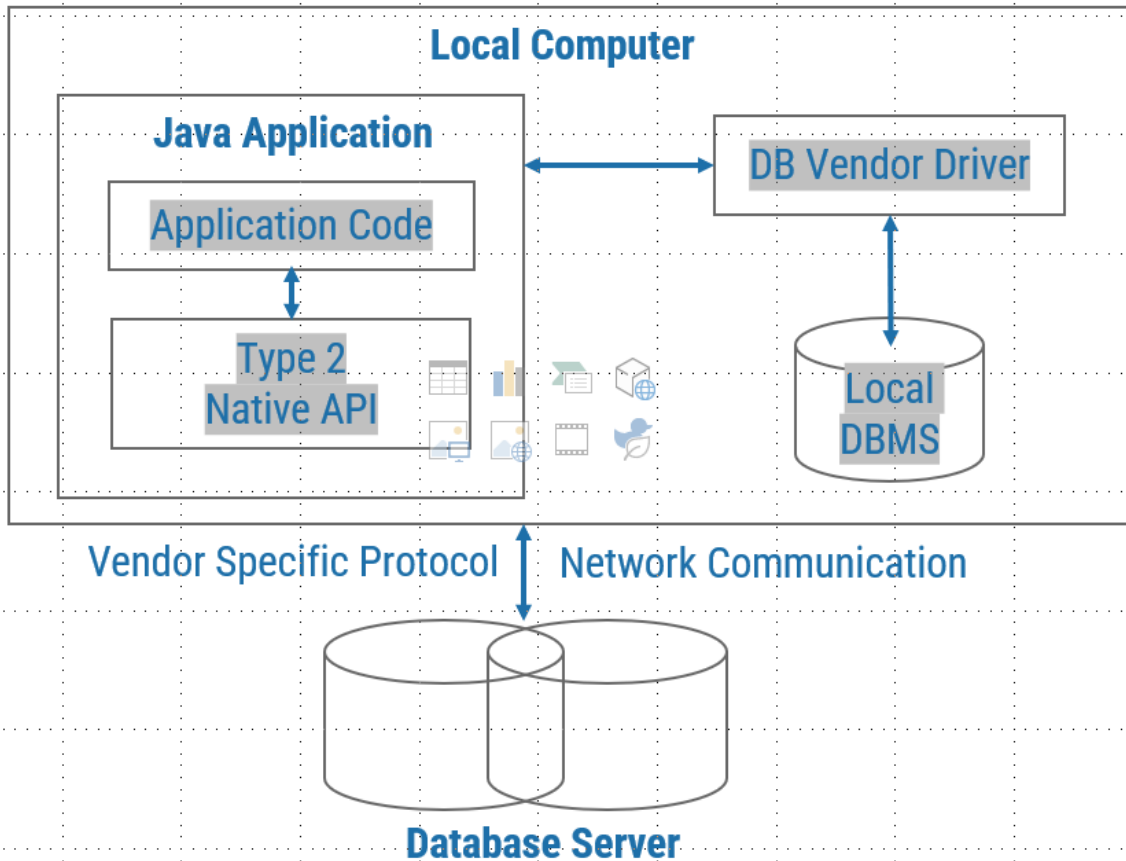 Local Computer
Java Application
DB Vendor Driver
Application Code
Type 2
Native API
Local
DBMS
Vendor Specific Protocol
Network Communication
Database Server